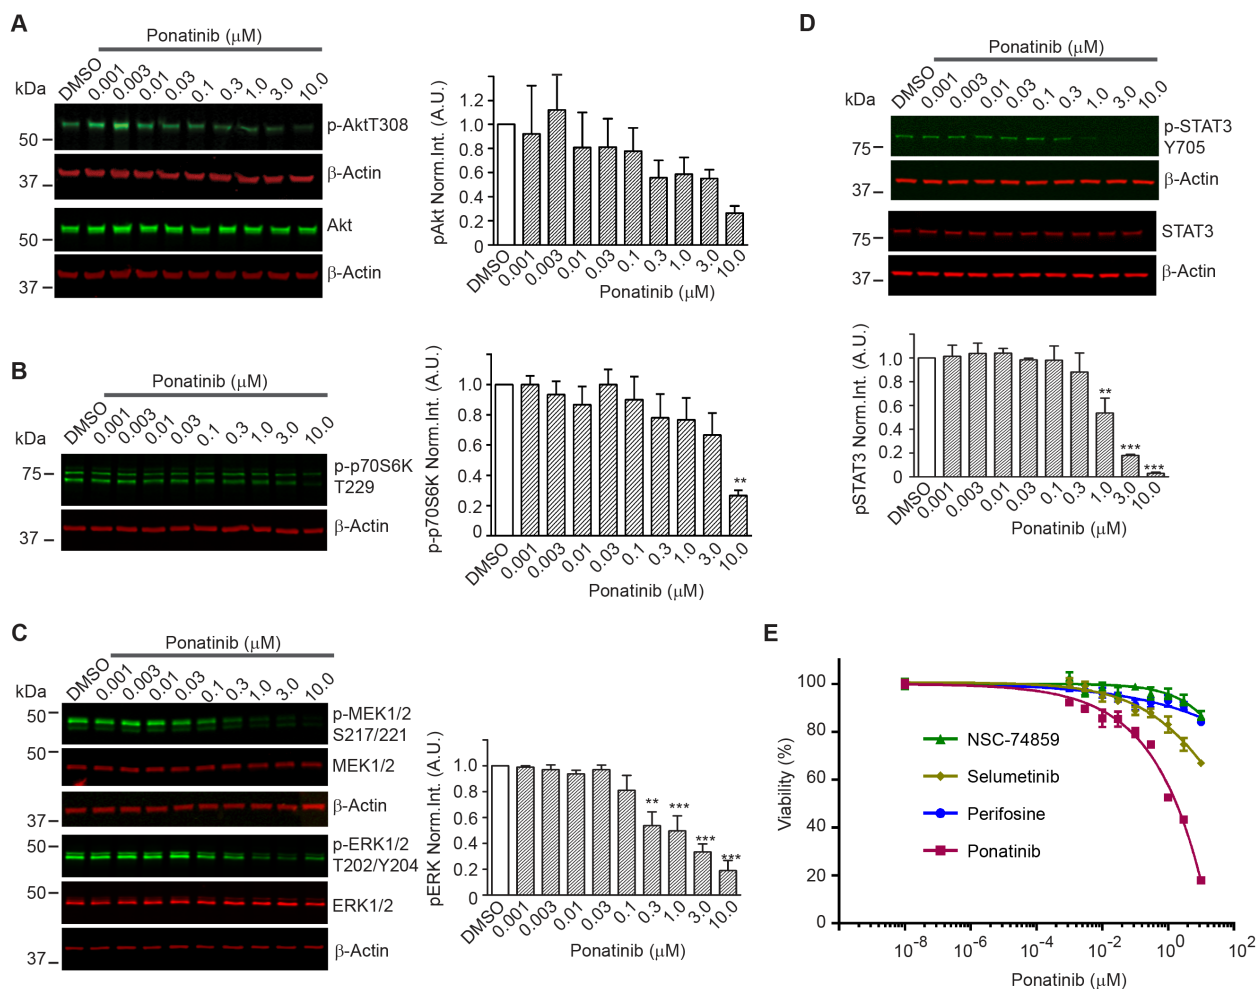 A
Ponatinib (μM)
kDa
DMSO
0.001
0.003
0.01
0.03
0.1
0.3
1.0
3.0
10.0
50
p-AktT308
37
β-Actin
50
Akt
37
β-Actin
pAkt Norm.Int. (A.U.)
1.2
1.0
0.8
0.6
0.4
0.2
0
DMSO
0.001
0.003
0.01
0.03
0.1
0.3
1.0
3.0
10.0
Ponatinib (μM)
B
Ponatinib (μM)
kDa
DMSO
0.001
0.003
0.01
0.03
0.1
0.3
1.0
3.0
10.0
75
p-p70S6K
T229
37
β-Actin
p-p70S6K Norm.Int. (A.U.)
1.0
0.8
0.6
0.4
0.2
0
**
DMSO
0.001
0.003
0.01
0.03
0.1
0.3
1.0
3.0
10.0
Ponatinib (μM)
C
Ponatinib (μM)
kDa
DMSO
0.001
0.003
0.01
0.03
0.1
0.3
1.0
3.0
10.0
50
p-MEK1/2
S217/221
50
MEK1/2
37
β-Actin
50
p-ERK1/2
T202/Y204
50
ERK1/2
37
β-Actin
pERK Norm.Int. (A.U.)
1.0
0.8
0.6
0.4
0.2
0
**
***
***
***
DMSO
0.001
0.003
0.01
0.03
0.1
0.3
1.0
3.0
10.0
Ponatinib (μM)
D
Ponatinib (μM)
kDa
DMSO
0.001
0.003
0.01
0.03
0.1
0.3
1.0
3.0
10.0
75
p-STAT3
Y705
37
β-Actin
75
STAT3
37
β-Actin
pSTAT3 Norm.Int. (A.U.)
1.0
0.8
0.6
0.4
0.2
0
**
***
***
DMSO
0.001
0.003
0.01
0.03
0.1
0.3
1.0
3.0
10.0
Ponatinib (μM)
E
Viability (%)
100
80
60
40
20
0
NSC-74859
Selumetinib
Perifosine
Ponatinib
10⁻⁸
10⁻⁶
10⁻⁴
10⁻²
10⁰
10²
Ponatinib (μM)